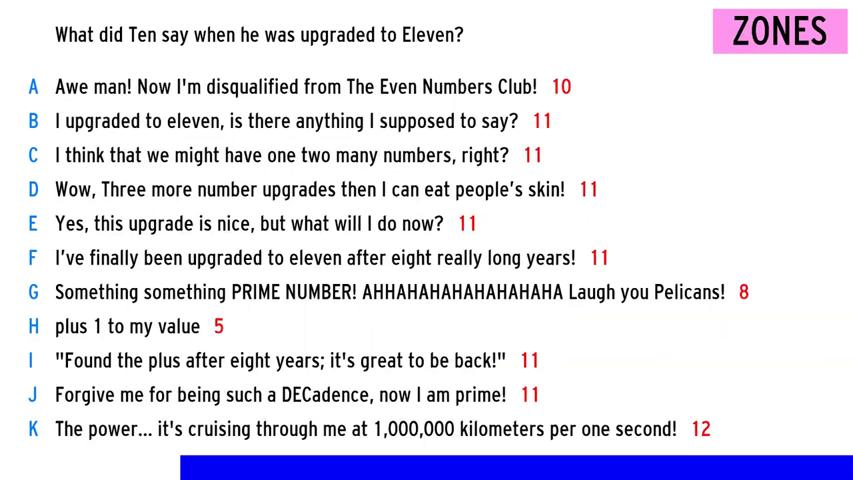 What did Ten say when he was upgraded to Eleven?
ZONES
A Awe man! Now I'm disqualified from The Even Numbers Club! 10
B I upgraded to eleven, is there anything I supposed to say? 11
C I think that we might have one two many numbers, right? 11
D Wow, Three more number upgrades then I can eat people's skin! 11
E Yes, this upgrade is nice, but what will I do now? 11
F I've finally been upgraded to eleven after eight really long years! 11
G Something something PRIME NUMBER! AHHAHAHAHAHAHAHAHA Laugh you Pelicans! 8
H plus 1 to my value 5
I "Found the plus after eight years; it's great to be back!" 11
J Forgive me for being such a DECadence, now I am prime! 11
K The power... it's cruising through me at 1,000,000 kilometers per one second! 12